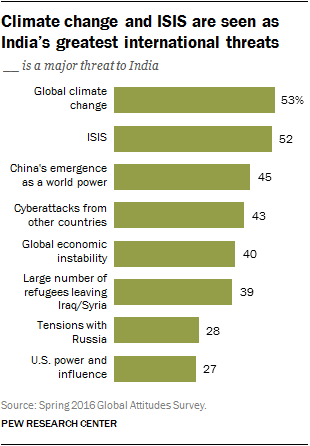 Climate change and ISIS are seen as
India's greatest international threats
__ is a major threat to India
Global climate
change
53%
ISIS
52
China's emergence
as a world power
45
Cyberattacks from
other countries
43
Global economic
instability
40
Large number of
refugees leaving
Iraq/Syria
39
Tensions with
Russia
28
U.S. power and
influence
27
Source: Spring 2016 Global Attitudes Survey.
PEW RESEARCH CENTER